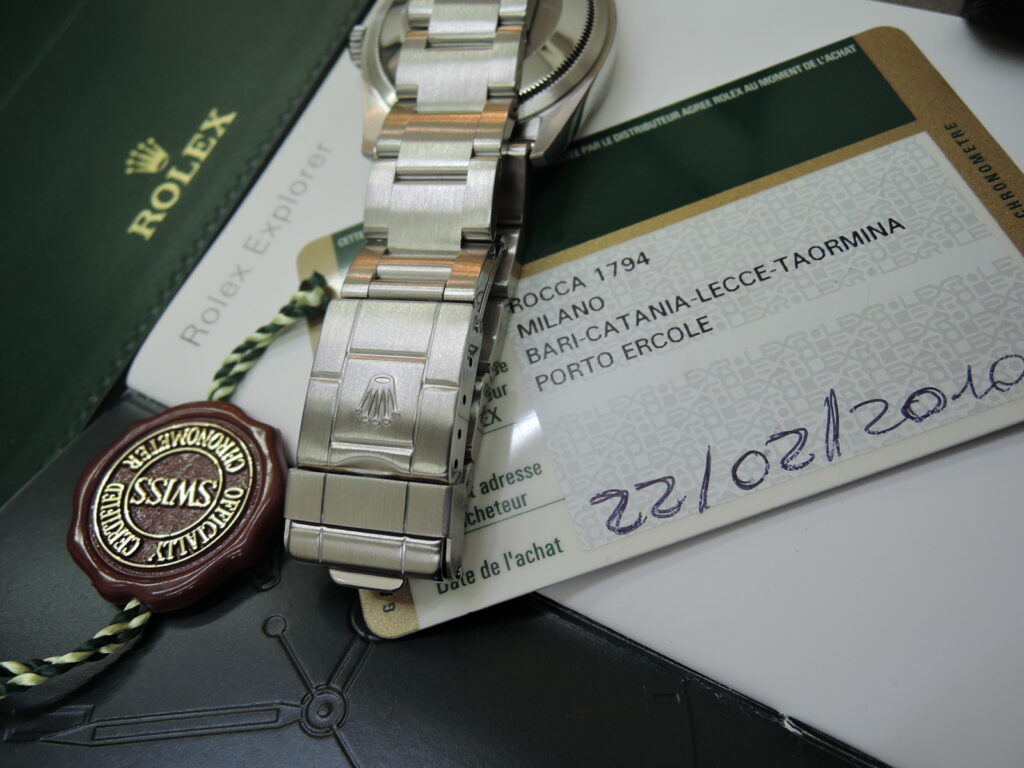 ROLEX
Rolex Explorer
PAR LE DISTRIBUTEUR AGREE ROLEX AU MOMENT DE L'ACHAT
CHRONOMETRE
ROCCA 1794
MILANO
BARI-CATANIA-LECCE-TAORMINA
PORTO ERCOLE
adresse
Date de l'achat
22/02/2010
OFFICIALLY CERTIFIED
SWISS
CHRONOMETER